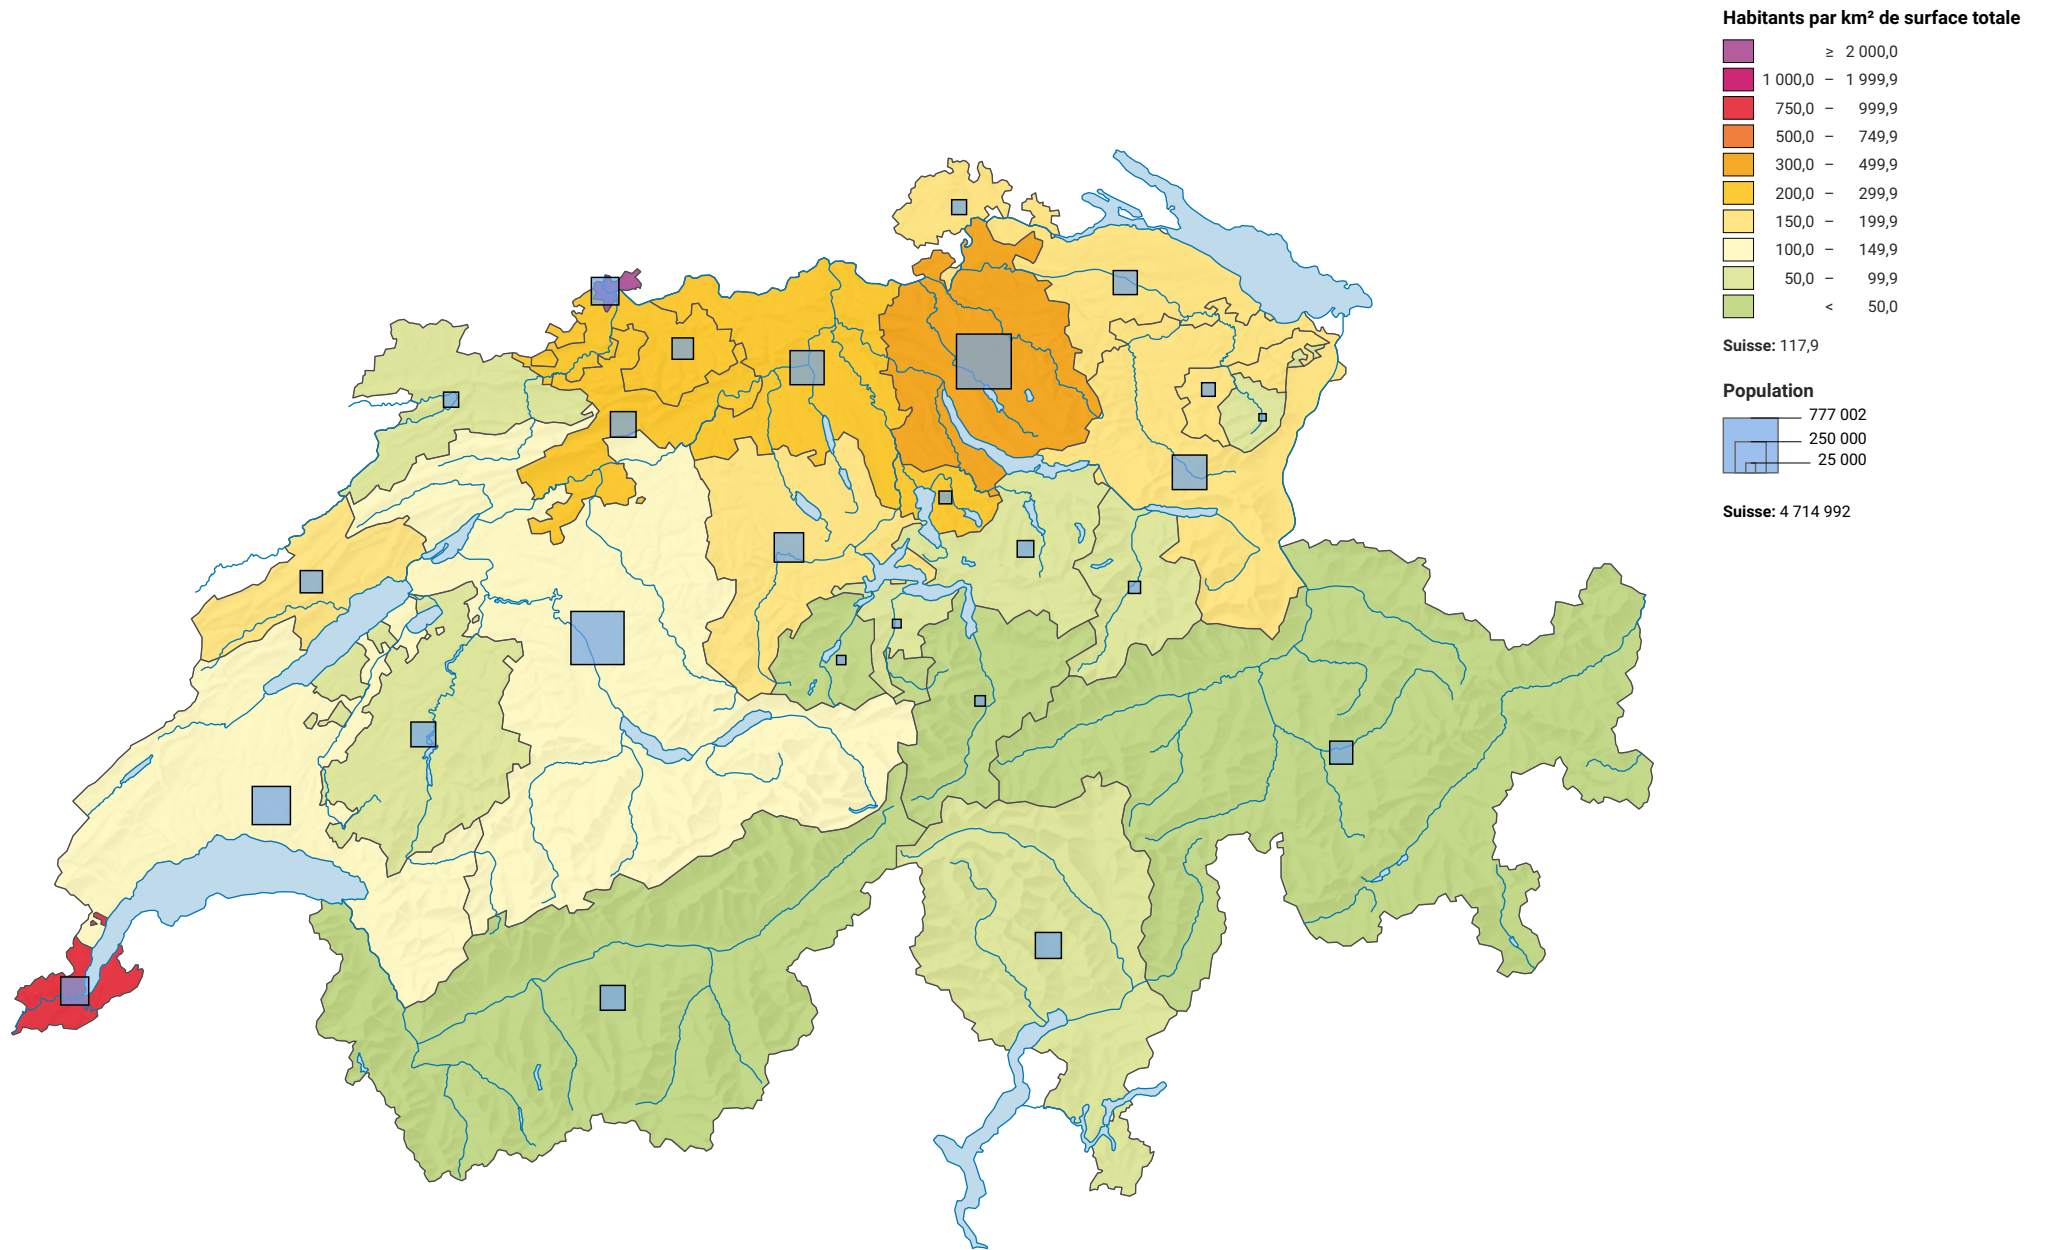 Habitants par km² de surface totale
≥ 2 000,0
1 000,0 – 1 999,9
750,0 – 999,9
500,0 – 749,9
300,0 – 499,9
200,0 – 299,9
150,0 – 199,9
100,0 – 149,9
50,0 – 99,9
< 50,0
Suisse: 117,9
Population
777 002
250 000
25 000
Suisse: 4 714 992